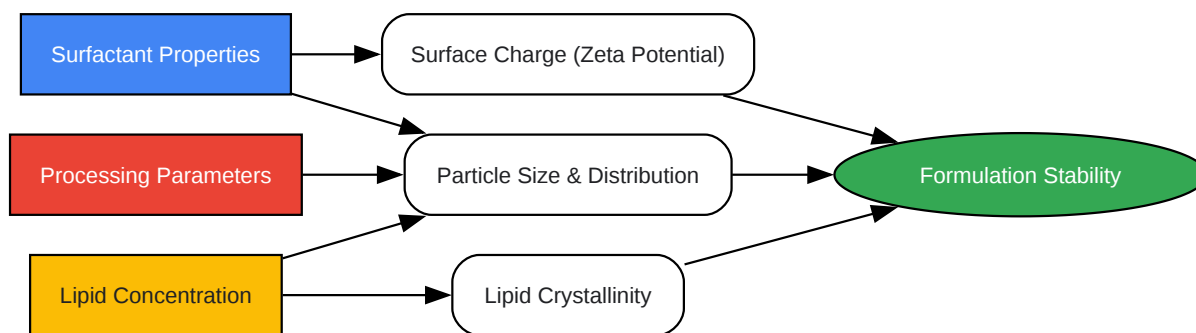 Surfactant Properties
Surface Charge (Zeta Potential)
Processing Parameters
Particle Size & Distribution
Formulation Stability
Lipid Concentration
Lipid Crystallinity